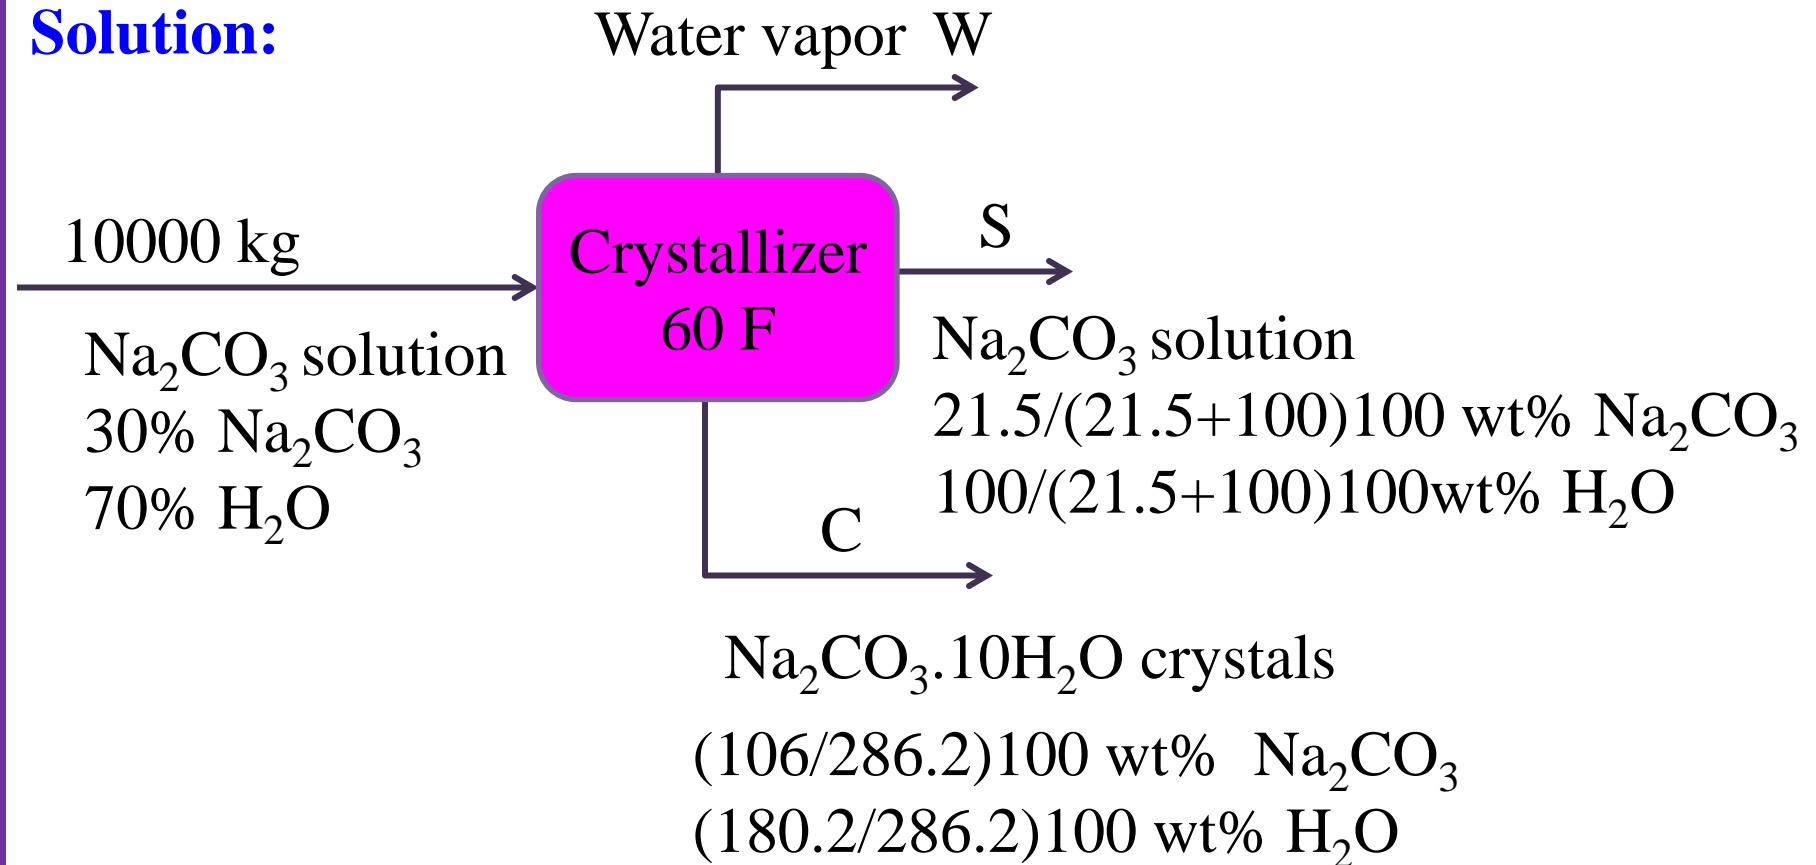 Solution:
Water vapor W
10000 kg
Na₂CO₃ solution
30% Na₂CO₃
70% H₂O
Crystallizer
60 F
S
Na₂CO₃ solution
21.5/(21.5+100)100 wt% Na₂CO₃
100/(21.5+100)100wt% H₂O
C
Na₂CO₃.10H₂O crystals
(106/286.2)100 wt% Na₂CO₃
(180.2/286.2)100 wt% H₂O